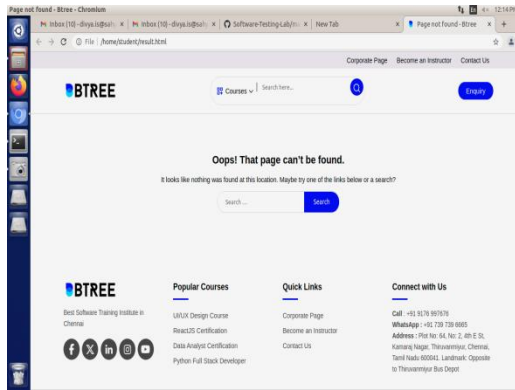 Page not found - Btree - Chromium
12:14 PM
Inbox (10) - divya.is@sah
Inbox (10) - divya.is@sah
Software-Testing-Lab/
New Tab
Page not found - Btree
File | /home/student/result.html
Corporate Page Become an Instructor Contact Us
BTREE
Courses
Search here...
Enquiry
Oops! That page can't be found.
It looks like nothing was found at this location. Maybe try one of the links below or a search?
Search ...
Search
BTREE
Best Software Training Institute in
Chennai
Popular Courses
UI/UX Design Course
ReactJS Certification
Data Analyst Certification
Python Full Stack Developer
Quick Links
Corporate Page
Become an Instructor
Contact Us
Connect with Us
Call : +91 9176 997676
WhatsApp : +91 739 739 6665
Address : Plot No: 64, No: 2, 4th E St,
Kamaraj Nagar, Thiruvanmiyur, Chennai,
Tamil Nadu 600041. Landmark: Opposite
to Thiruvanmiyur Bus Depot